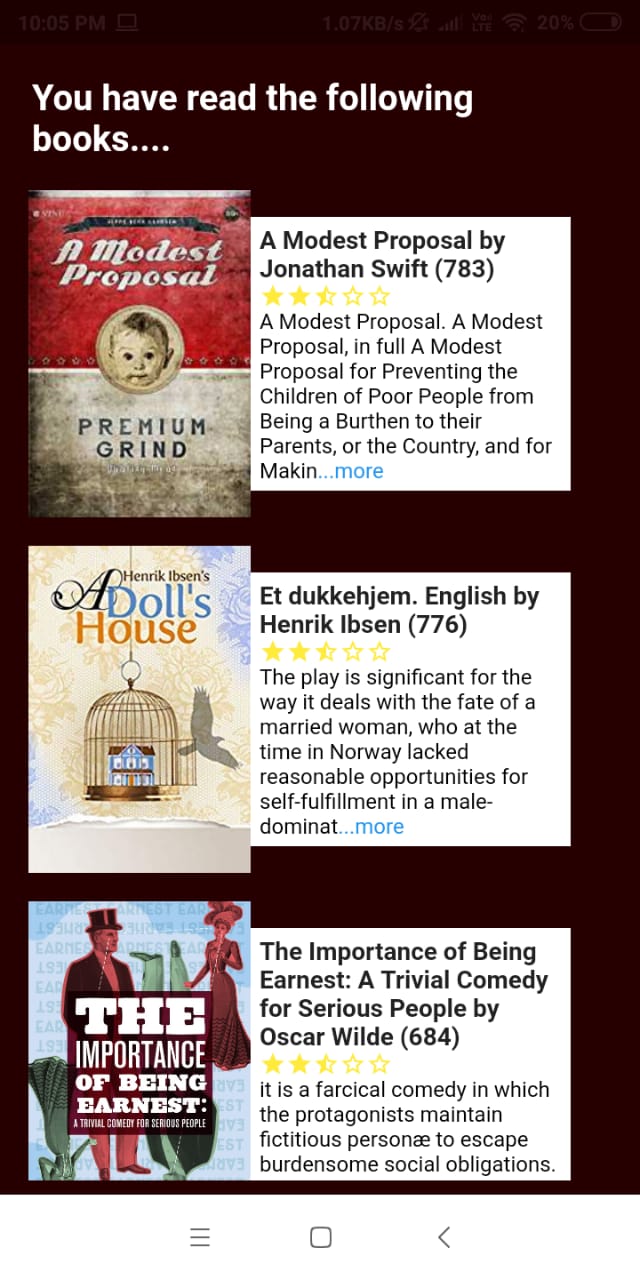 10:05 PM
1.07KB/s
Vo))
LTE
20%
You have read the following
books....
A Modest
Proposal
PREMIUM
GRIND
A Modest Proposal by
Jonathan Swift (783)
A Modest Proposal. A Modest
Proposal, in full A Modest
Proposal for Preventing the
Children of Poor People from
Being a Burthen to their
Parents, or the Country, and for
Makin...more
Henrik Ibsen's
A Doll's
House
Et dukkehjem. English by
Henrik Ibsen (776)
The play is significant for the
way it deals with the fate of a
married woman, who at the
time in Norway lacked
reasonable opportunities for
self-fulfillment in a male-
dominat...more
EARNEST EARNEST EAR
THE
IMPORTANCE
OF BEING
EARNEST:
A TRIVIAL COMEDY FOR SERIOUS PEOPLE
The Importance of Being
Earnest: A Trivial Comedy
for Serious People by
Oscar Wilde (684)
it is a farcical comedy in which
the protagonists maintain
fictitious personæ to escape
burdensome social obligations.